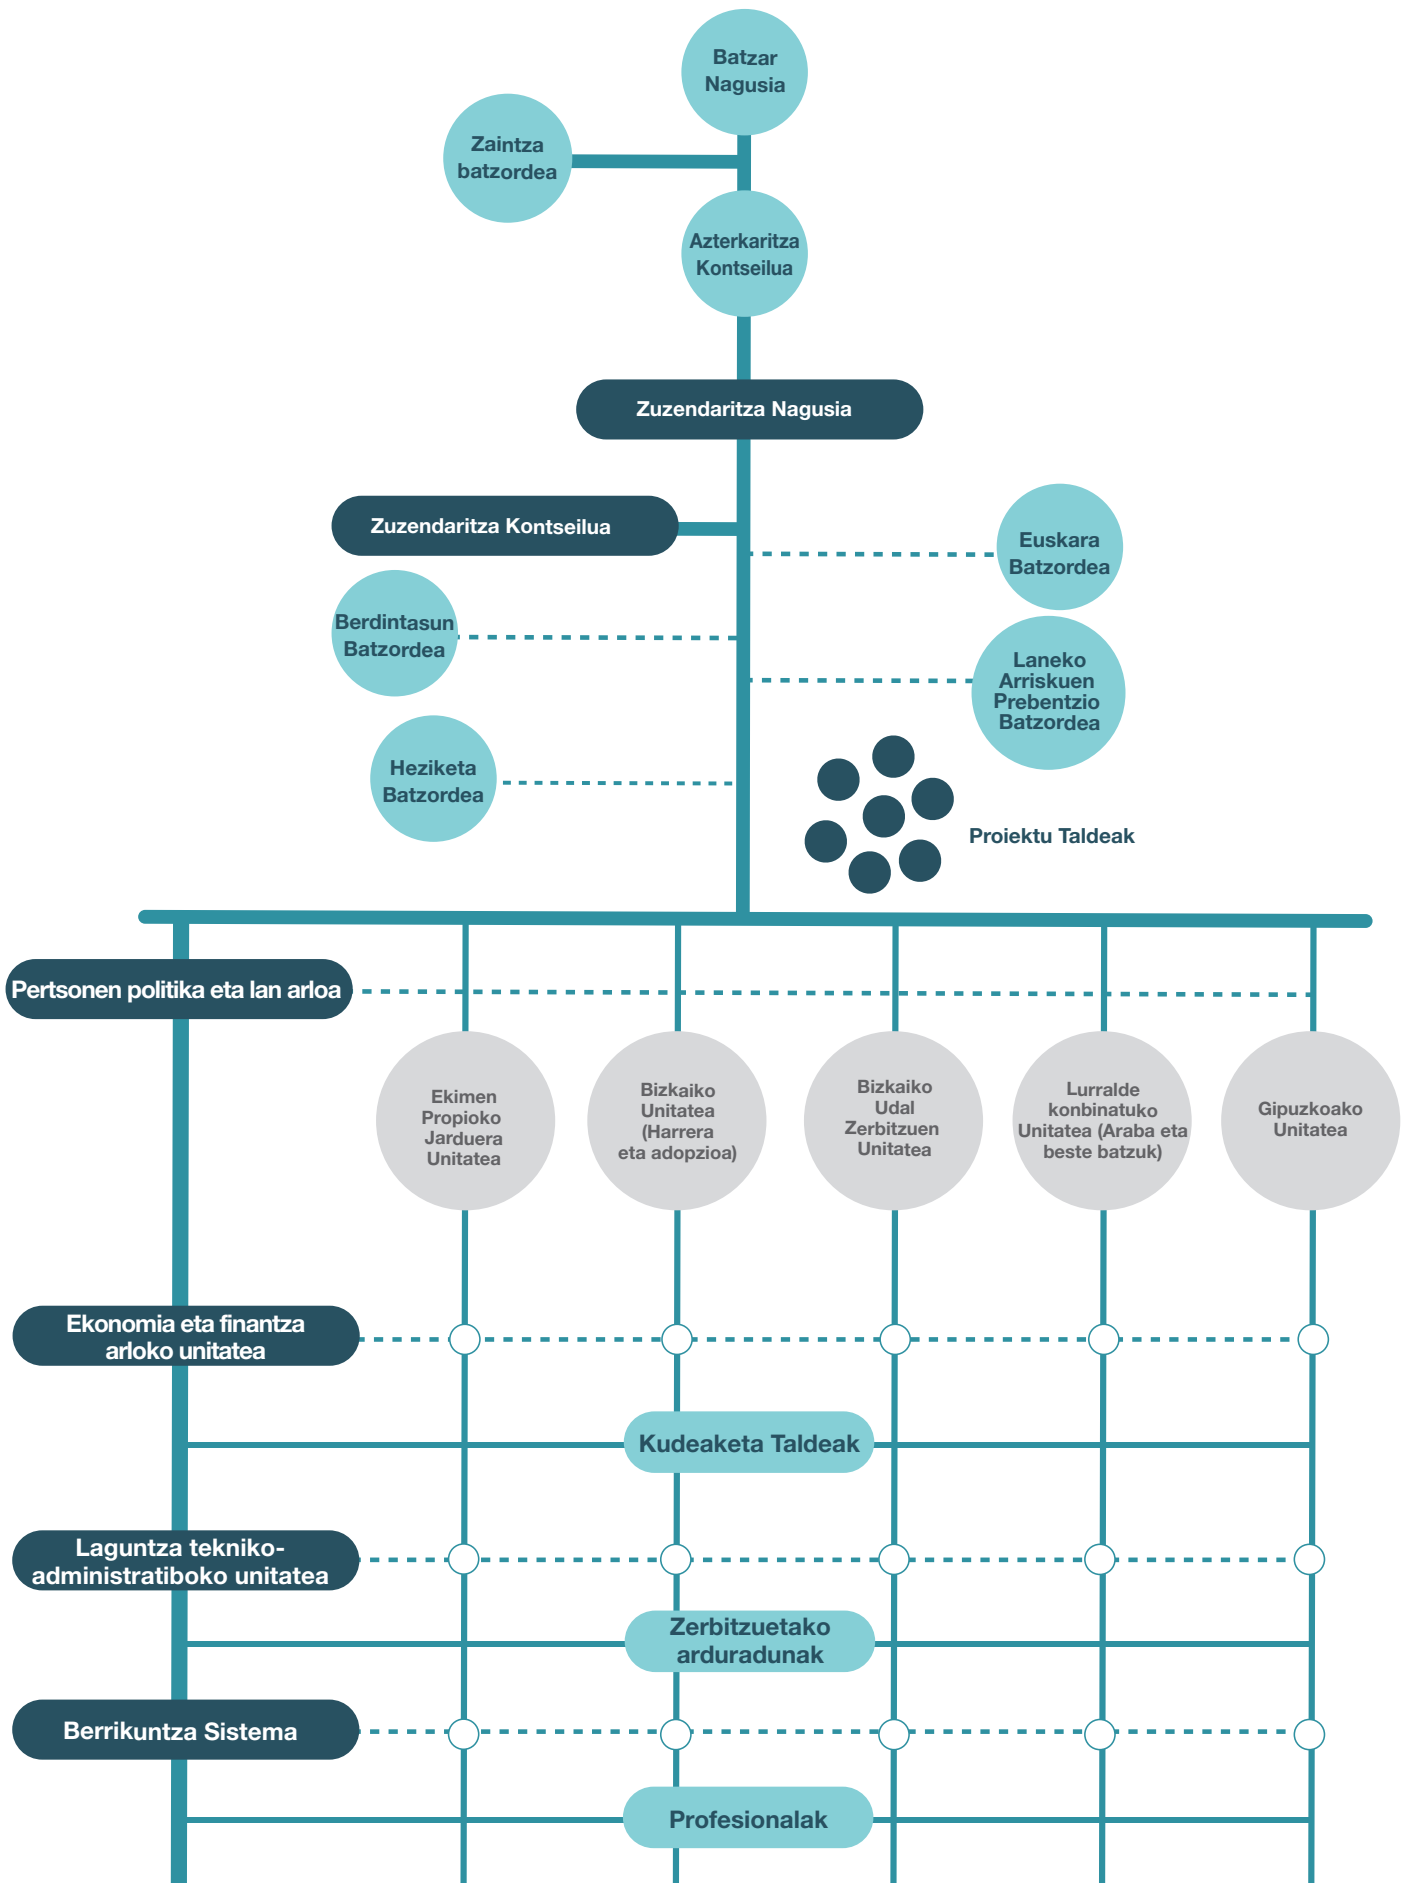 Batzar
Nagusia
Zaintza
batzordea
Azterkaritza
Kontseilua
Zuzendaritza Nagusia
Zuzendaritza Kontseilua
Euskara
Batzordea
Berdintasun
Batzordea
Laneko
Arriskuen
Prebentzio
Batzordea
Heziketa
Batzordea
Proiektu Taldeak
Pertsonen politika eta lan arloa
Ekimen
Propioko
Jarduera
Unitatea
Bizkaiko
Unitatea
(Harrera
eta adopzioa)
Bizkaiko
Udal
Zerbitzuen
Unitatea
Lurralde
konbinatuko
Unitatea (Araba eta
beste batzuk)
Gipuzkoako
Unitatea
Ekonomia eta finantza
arloko unitatea
Kudeaketa Taldeak
Laguntza tekniko-
administratiboko unitatea
Zerbitzuetako
arduradunak
Berrikuntza Sistema
Profesionalak